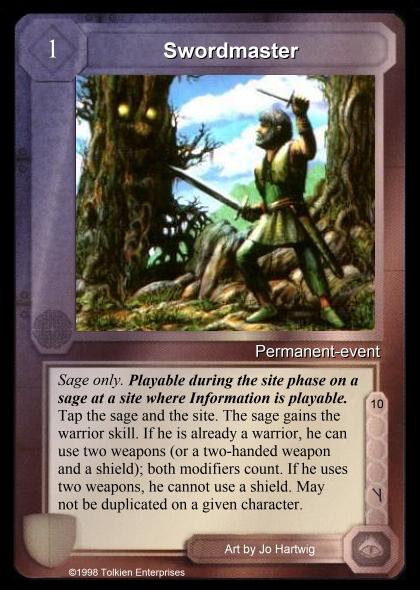 1
Swordmaster
Permanent-event
Sage only. Playable during the site phase on a
sage at a site where Information is playable.
Tap the sage and the site. The sage gains the
warrior skill. If he is already a warrior, he can
use two weapons (or a two-handed weapon
and a shield); both modifiers count. If he uses
two weapons, he cannot use a shield. May
not be duplicated on a given character.
10
Art by Jo Hartwig
©1998 Tolkien Enterprises